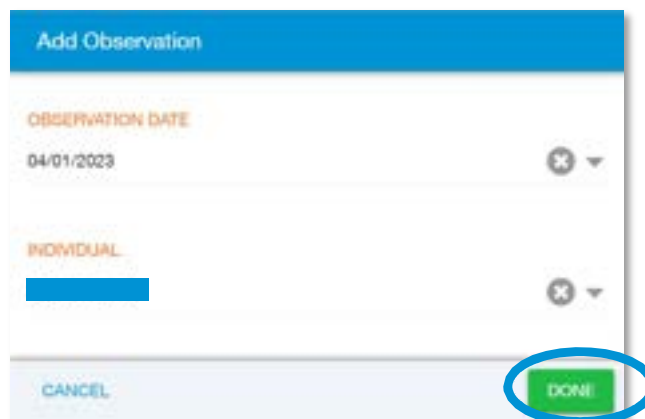 Add Observation
OBSERVATION DATE
04/01/2023
INDIVIDUAL
CANCEL
DONE